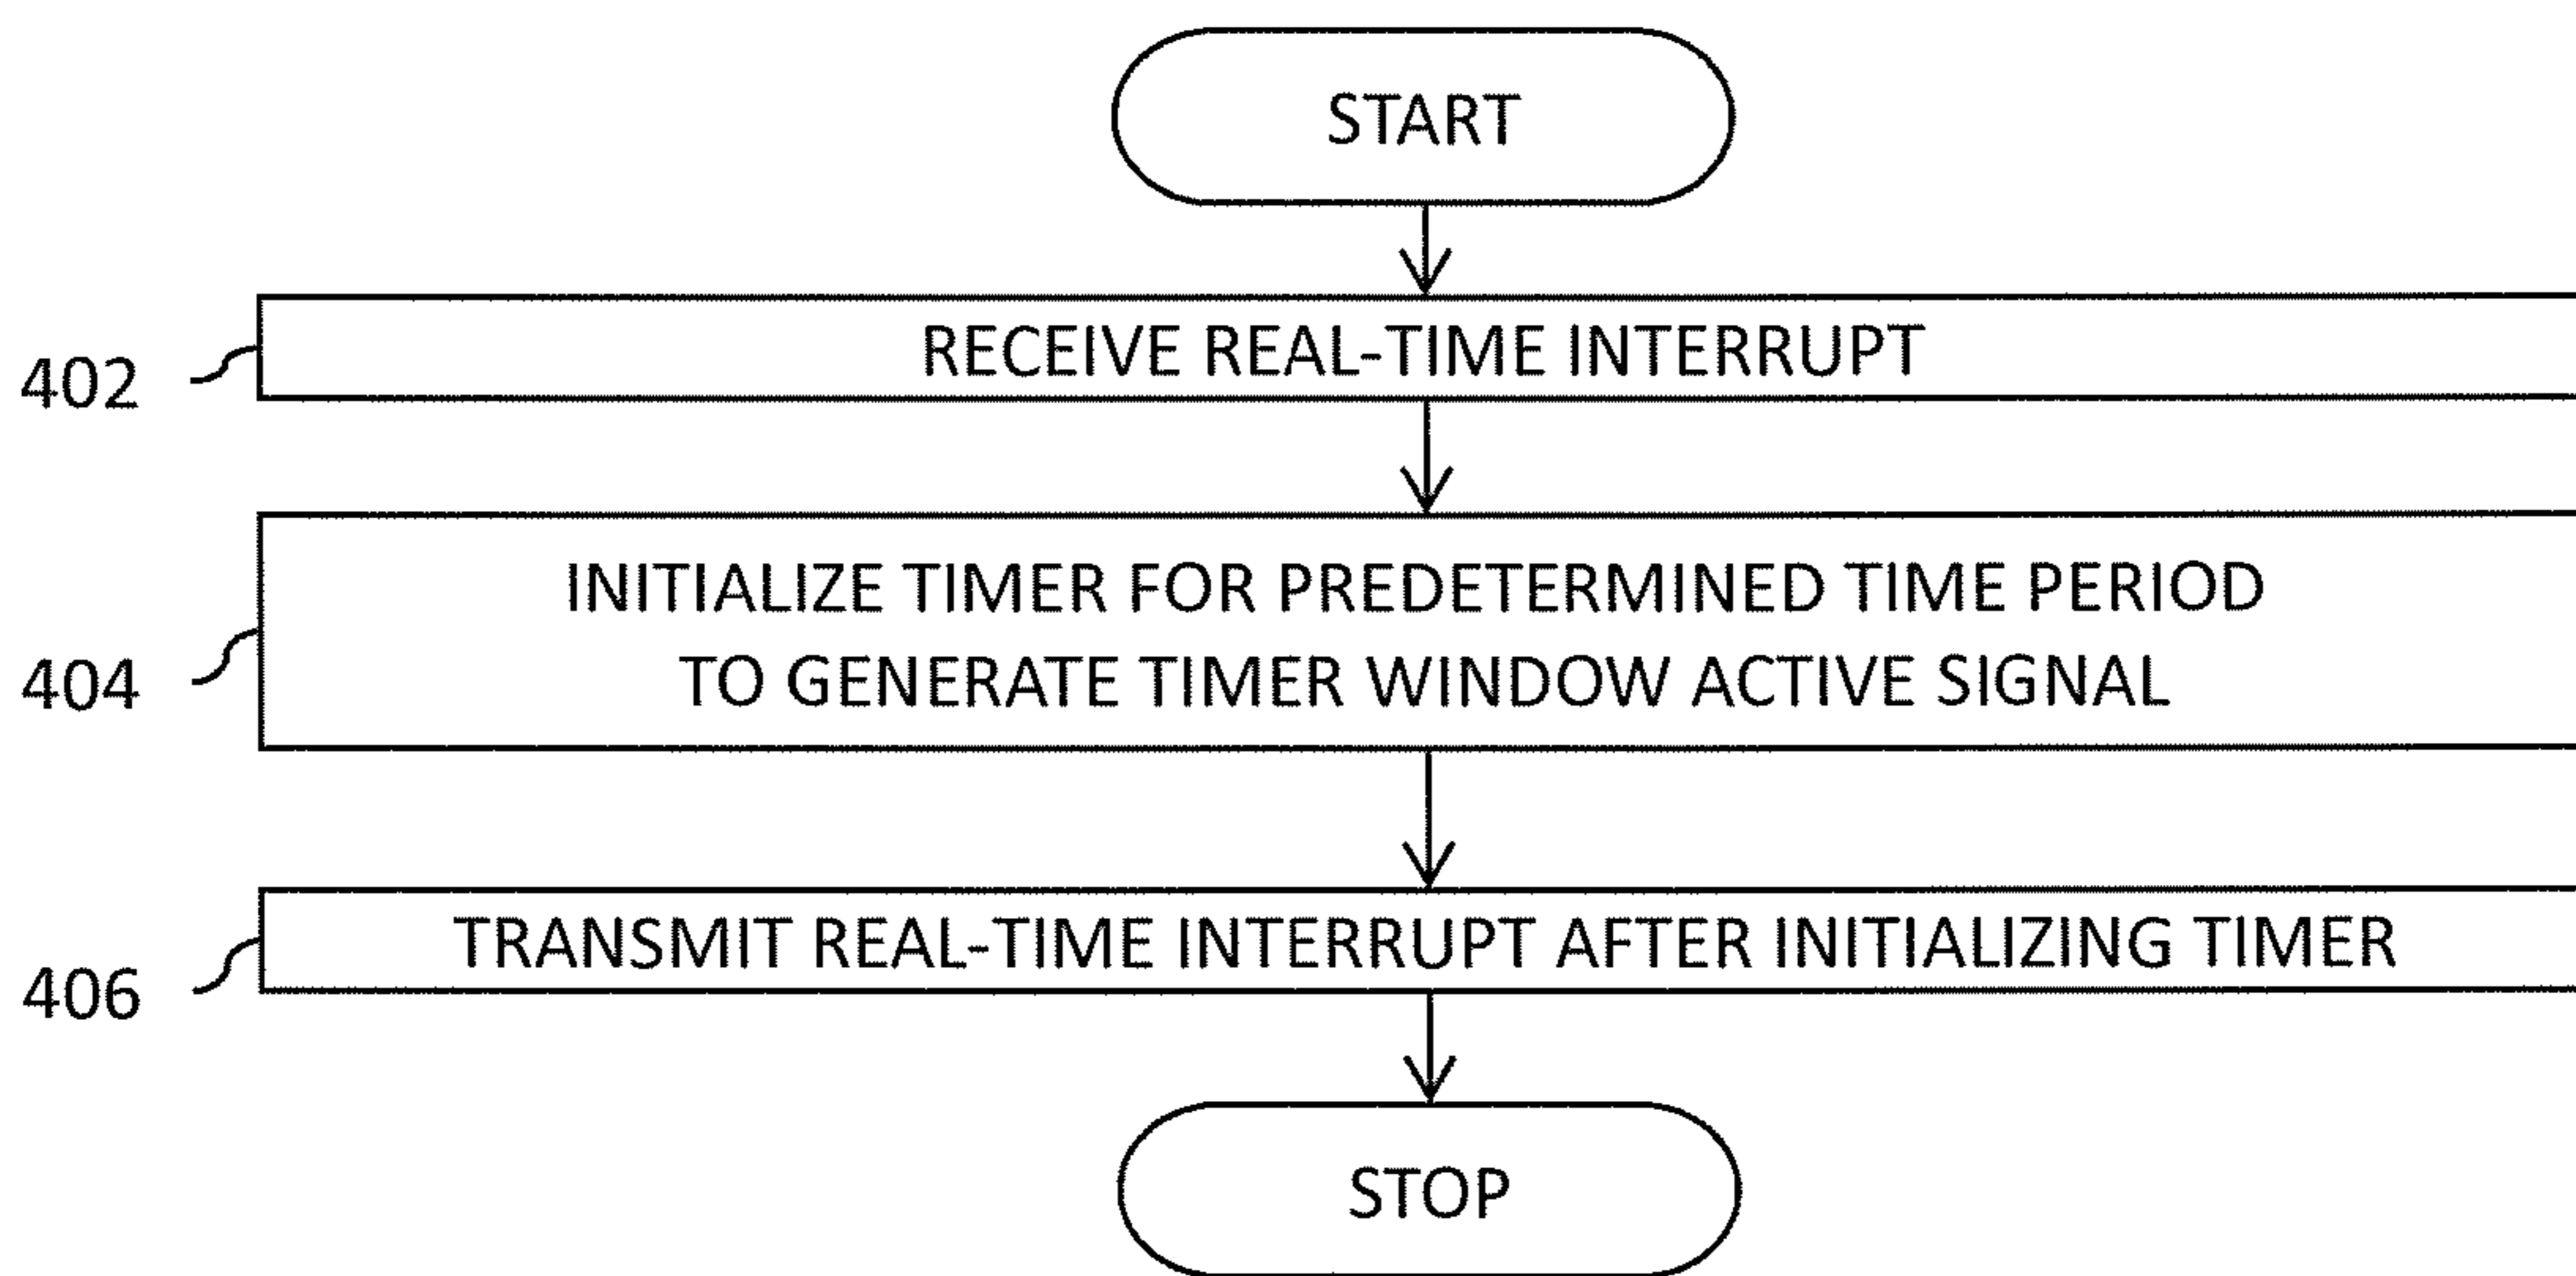 START
402
RECEIVE REAL-TIME INTERRUPT
404
INITIALIZE TIMER FOR PREDETERMINED TIME PERIOD
TO GENERATE TIMER WINDOW ACTIVE SIGNAL
406
TRANSMIT REAL-TIME INTERRUPT AFTER INITIALIZING TIMER
STOP